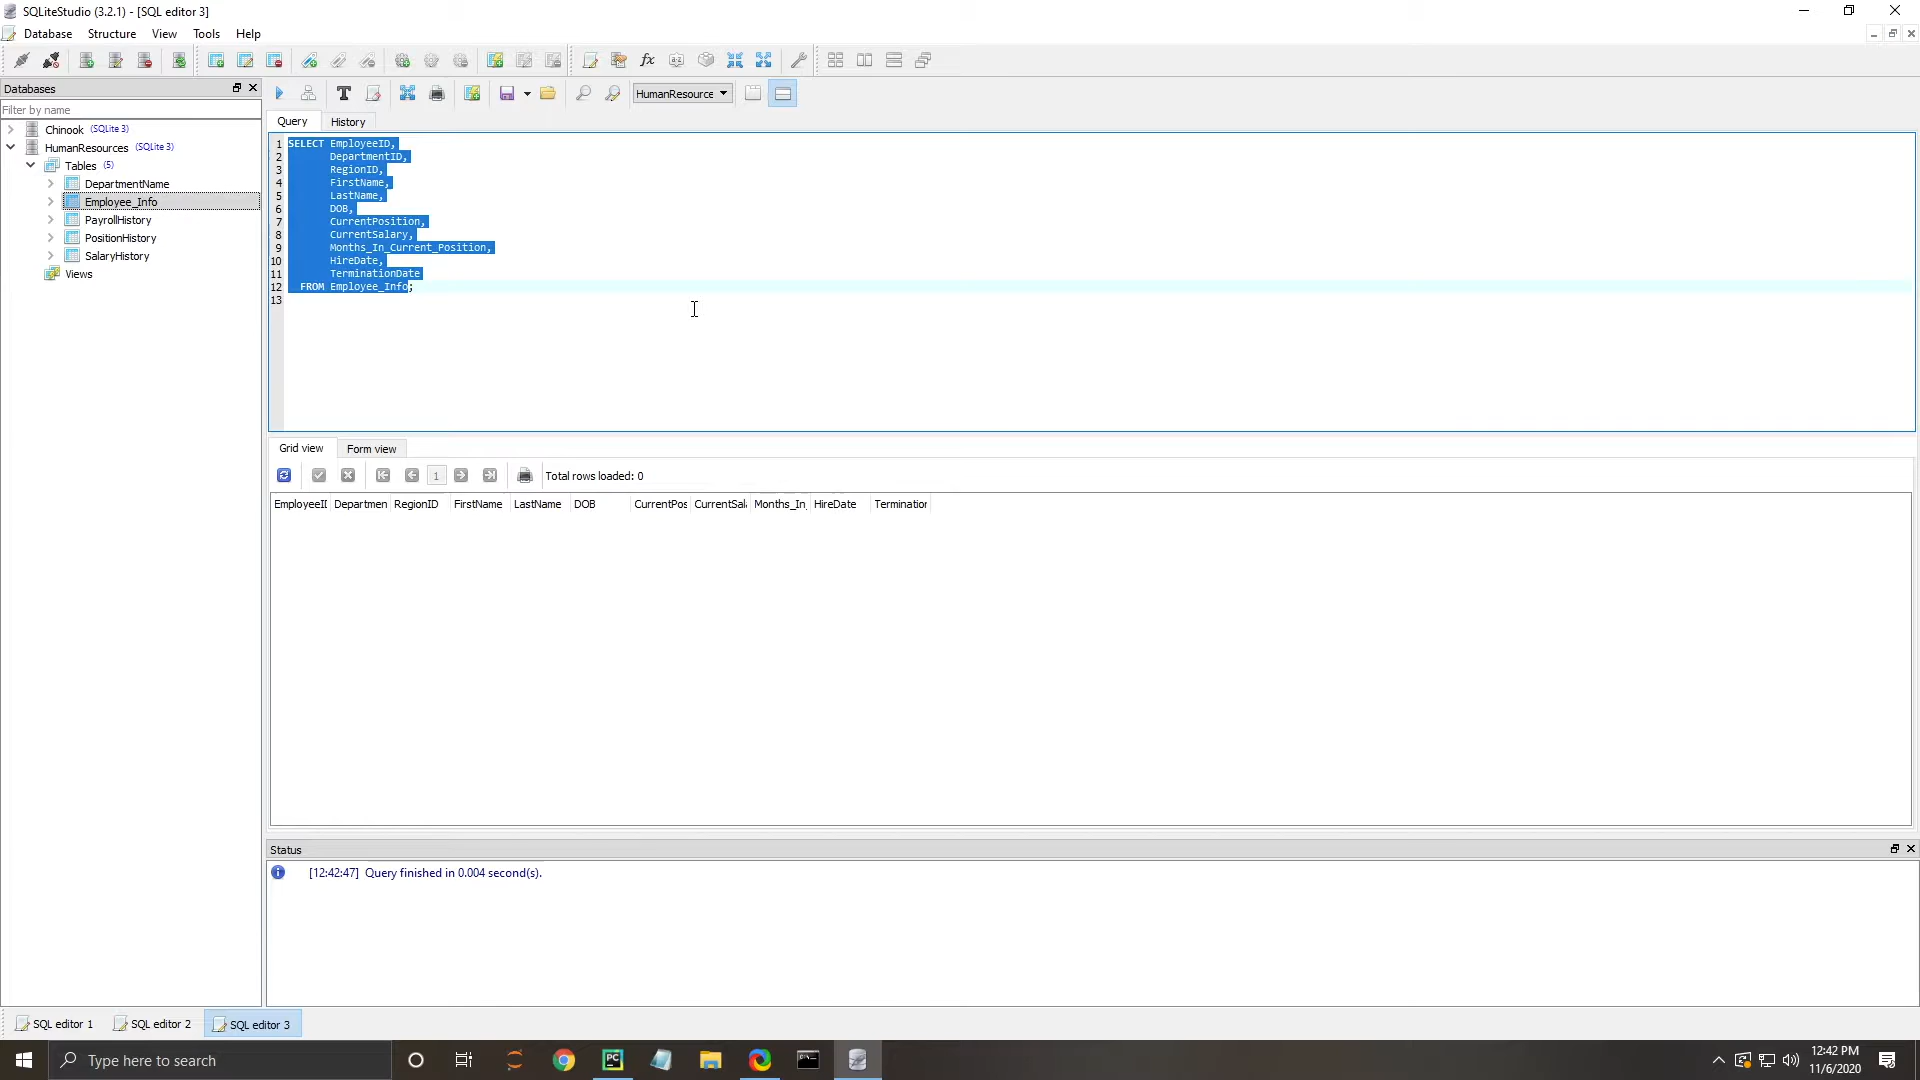 SQLiteStudio (3.2.1) - [SQL editor 3]
Database Structure View Tools Help
Databases
Filter by name
Chinook (SQLite 3)
HumanResources (SQLite 3)
Tables (5)
DepartmentName
Employee_Info
PayrollHistory
PositionHistory
SalaryHistory
Views
HumanResource
Query History
1 SELECT EmployeeID,
2 DepartmentID,
3 RegionID,
4 FirstName,
5 LastName,
6 DOB,
7 CurrentPosition,
8 CurrentSalary,
9 Months_In_Current_Position,
10 HireDate,
11 TerminationDate
12 FROM Employee_Info;
13
Grid view Form view
1 Total rows loaded: 0
EmployeeII Departmen RegionID FirstName LastName DOB CurrentPos CurrentSal Months_In_ HireDate Termination
Status
[12:42:47] Query finished in 0.004 second(s).
SQL editor 1 SQL editor 2 SQL editor 3
Type here to search
PC
12:42 PM
11/6/2020